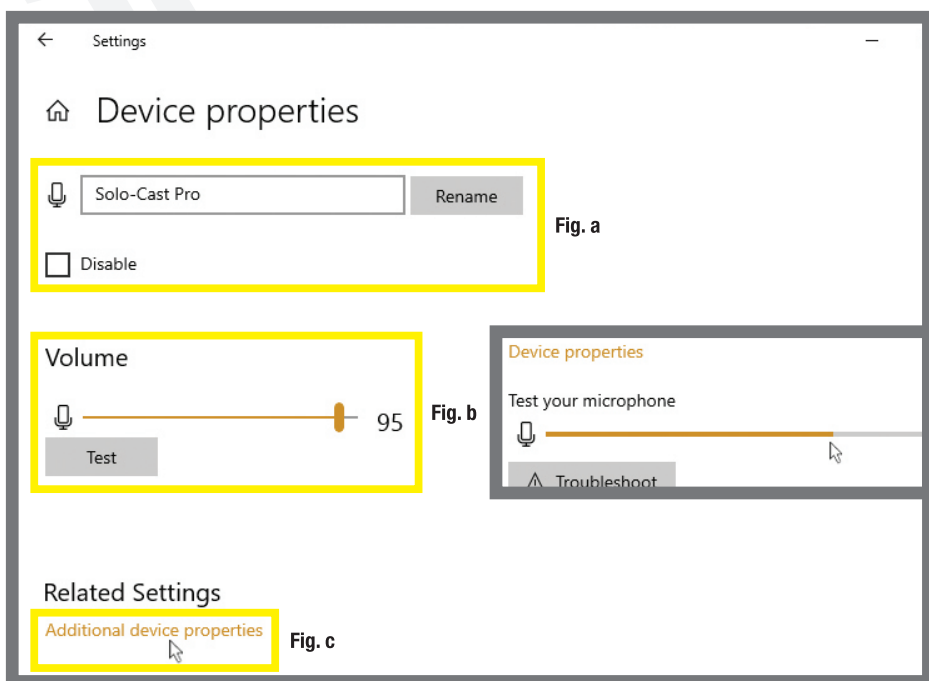 Settings
Device properties
Solo-Cast Pro
Rename
Fig. a
Disable
Volume
95
Fig. b
Test
Device properties
Test your microphone
Troubleshoot
Related Settings
Additional device properties
Fig. c